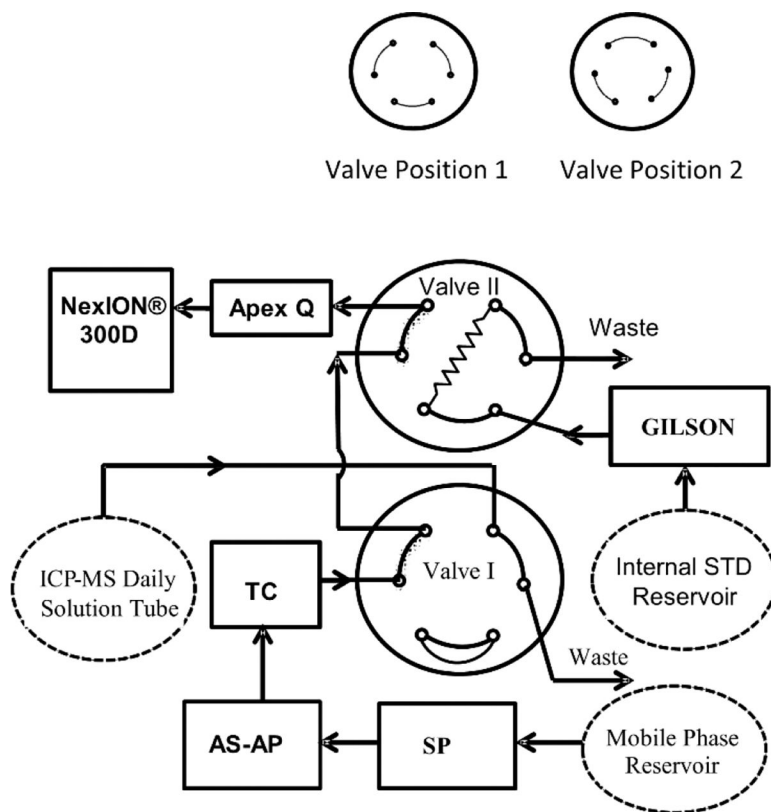 Valve Position 1
Valve Position 2
NexION®
300D
Apex Q
Valve II
Waste
GILSON
ICP-MS Daily
Solution Tube
TC
Valve I
Internal STD
Reservoir
Waste
AS-AP
SP
Mobile Phase
Reservoir